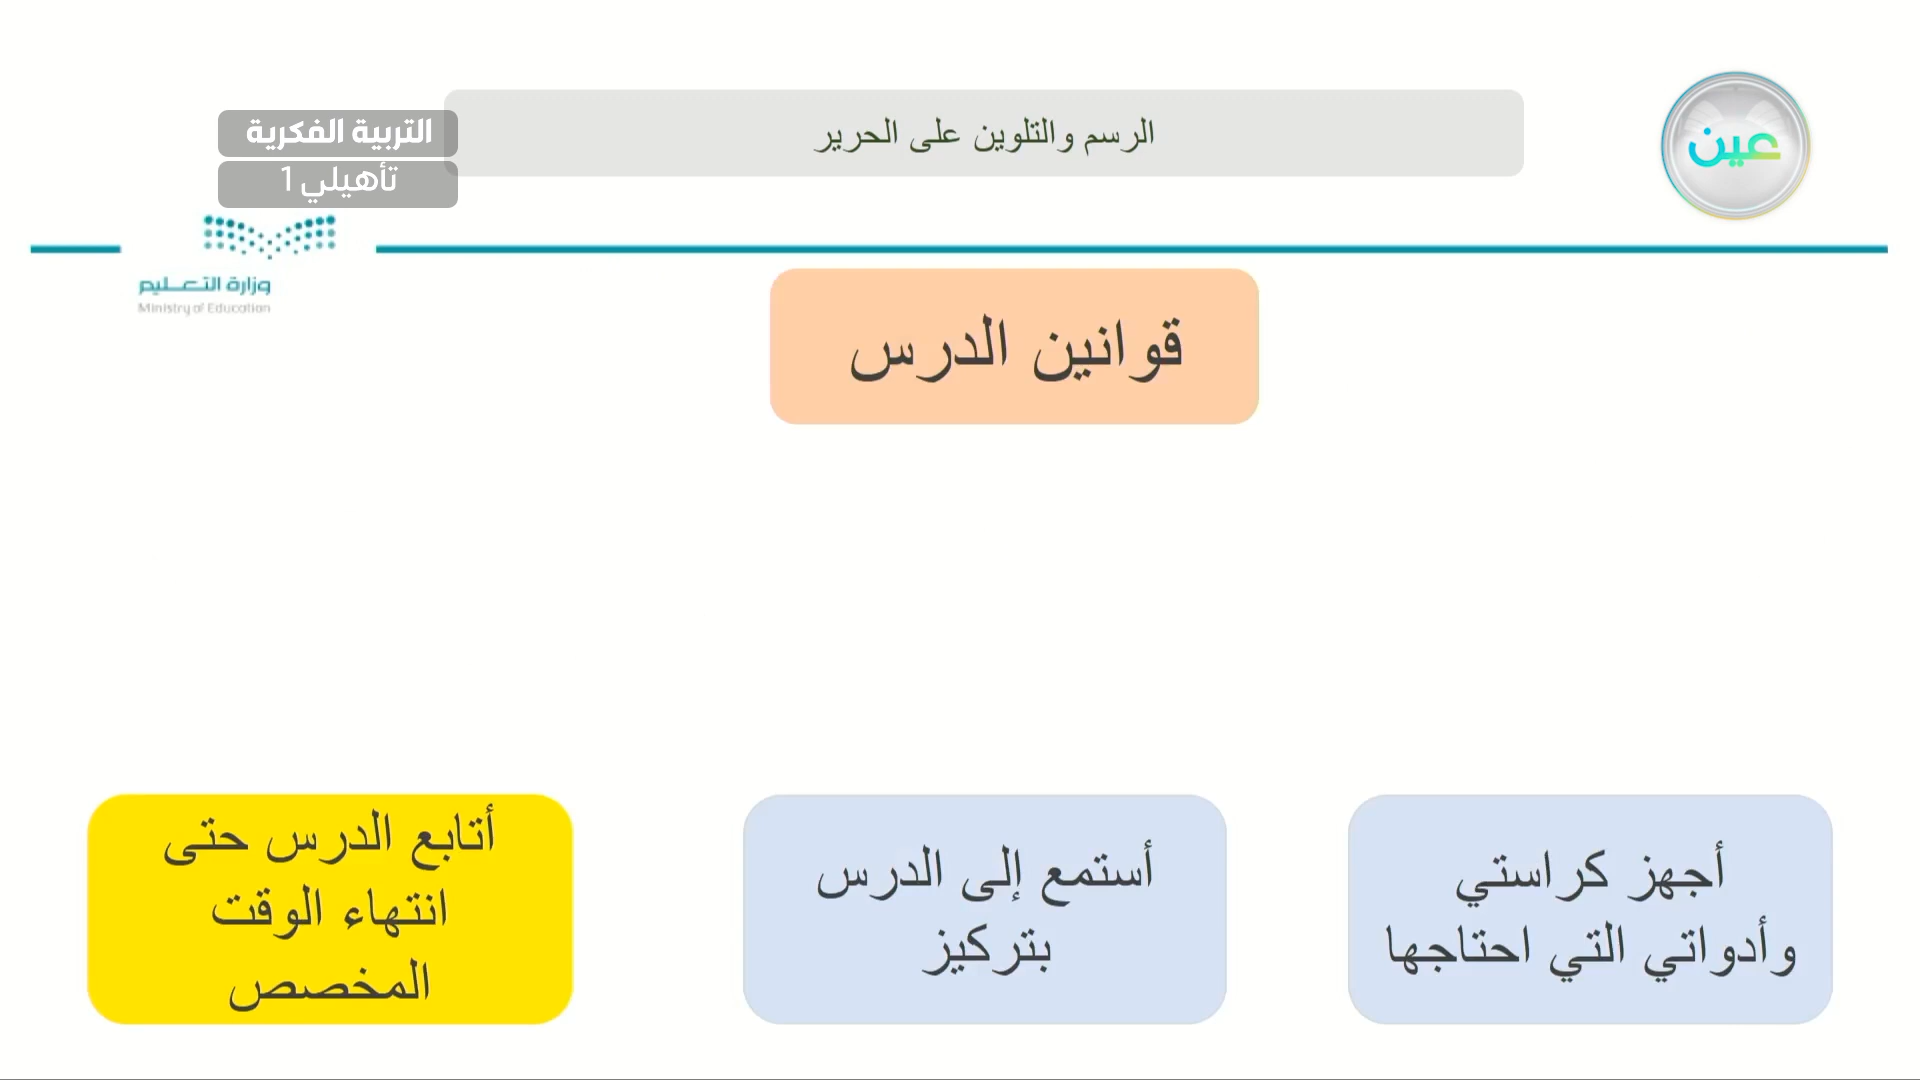 عين
الرسم والتلوين على الحرير
التربية الفكرية
تأهيلي 1
وزارة التعليم
Ministry of Education
قوانين الدرس
أجهز كراستي
وأدواتي التي احتاجها
أستمع إلى الدرس
بتركيز
أتابع الدرس حتى
انتهاء الوقت
المخصص